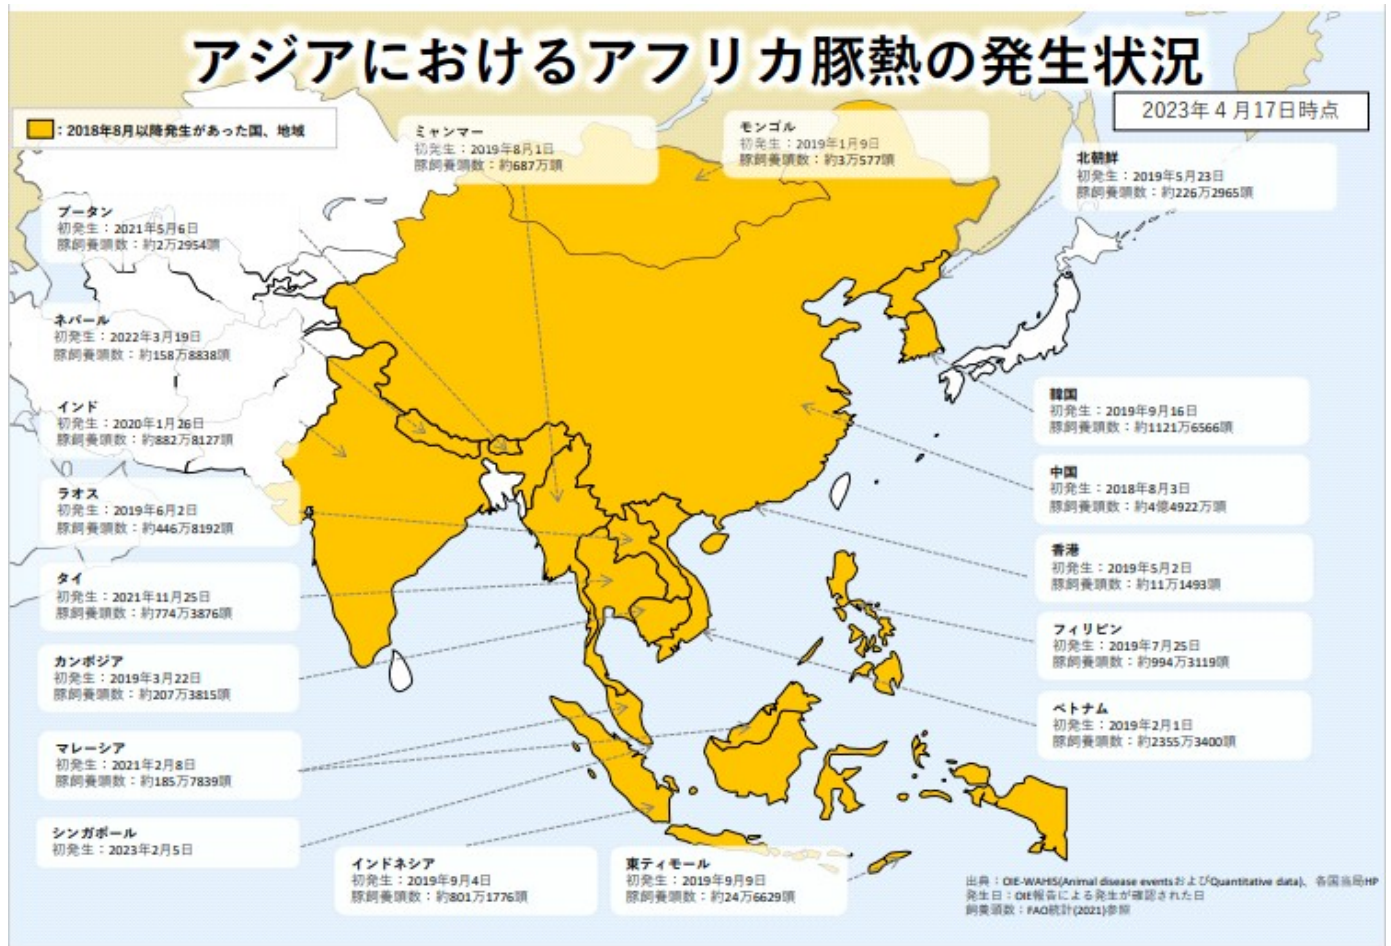 アジアにおけるアフリカ豚熱の発生状況
2023年４月17日時点
：2018年8月以降発生があった国、地域
ミャンマー
初発生：2019年8月1日
豚飼養頭数：約687万頭
モンゴル
初発生：2019年1月9日
豚飼養頭数：約3万577頭
北朝鮮
初発生：2019年5月23日
豚飼養頭数：約226万2965頭
ブータン
初発生：2021年5月6日
豚飼養頭数：約2万2954頭
ネパール
初発生：2022年3月19日
豚飼養頭数：約158万8838頭
インド
初発生：2020年1月26日
豚飼養頭数：約882万8127頭
ラオス
初発生：2019年6月2日
豚飼養頭数：約446万8192頭
タイ
初発生：2021年11月25日
豚飼養頭数：約774万3876頭
カンボジア
初発生：2019年3月22日
豚飼養頭数：約207万3815頭
マレーシア
初発生：2021年2月8日
豚飼養頭数：約185万7839頭
シンガポール
初発生：2023年2月5日
韓国
初発生：2019年9月16日
豚飼養頭数：約1121万6566頭
中国
初発生：2018年8月3日
豚飼養頭数：約4億4922万頭
香港
初発生：2019年5月2日
豚飼養頭数：約11万1493頭
フィリピン
初発生：2019年7月25日
豚飼養頭数：約994万3119頭
ベトナム
初発生：2019年2月1日
豚飼養頭数：約2355万3400頭
インドネシア
初発生：2019年9月4日
豚飼養頭数：約801万1776頭
東ティモール
初発生：2019年9月9日
豚飼養頭数：約24万6629頭
出典：OIE-WAHIS(Animal disease eventsおよびQuantitative data)、各国当局HP
発生日：OIE報告による発生が確認された日
飼養頭数：FAO統計(2021)参照